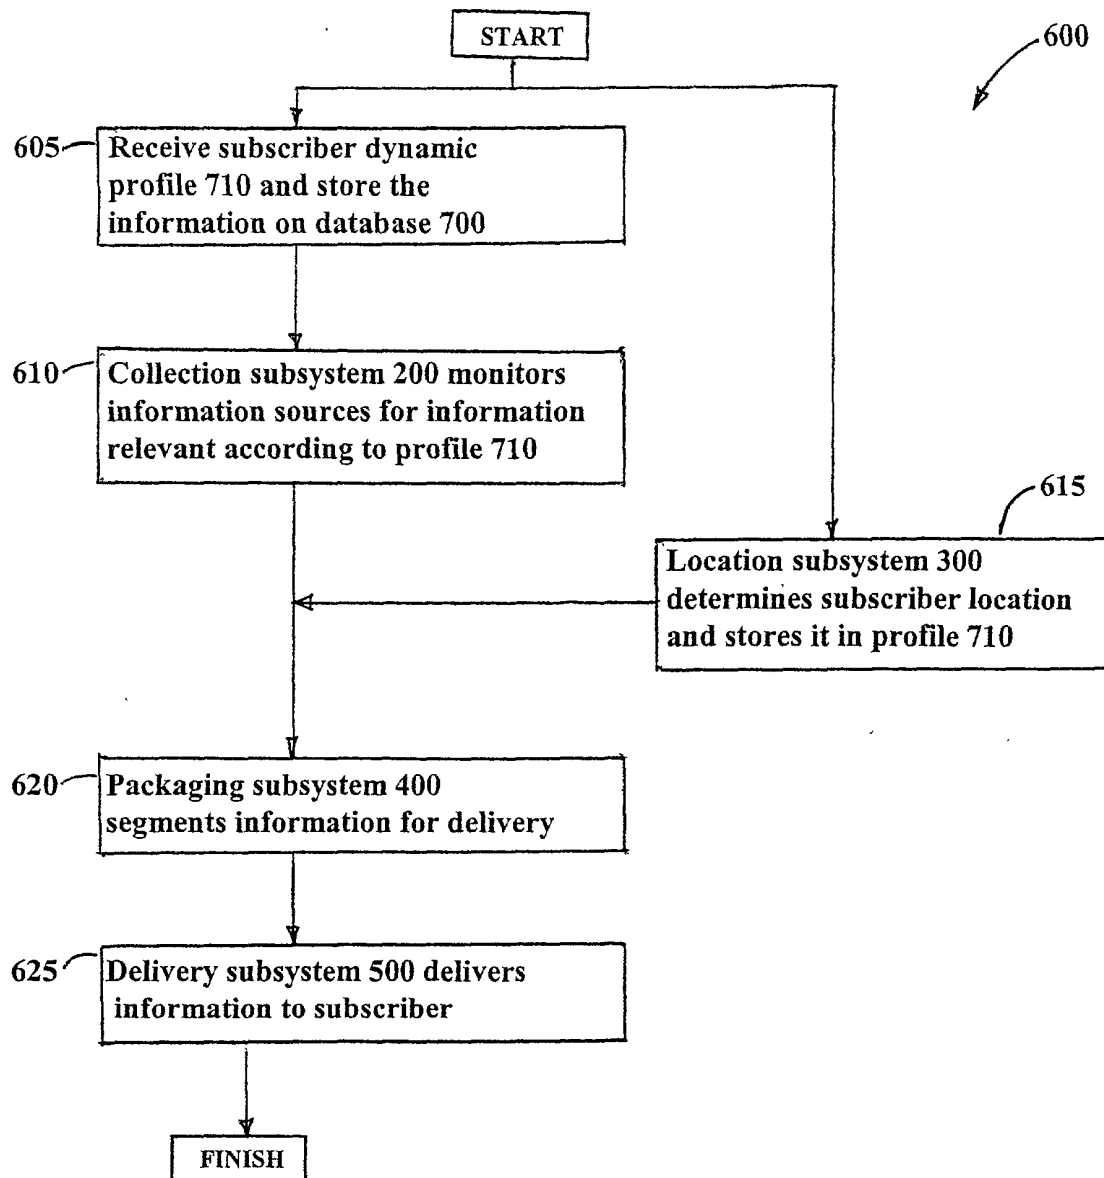 START
600
605
Receive subscriber dynamic
profile 710 and store the
information on database 700
610
Collection subsystem 200 monitors
information sources for information
relevant according to profile 710
615
Location subsystem 300
determines subscriber location
and stores it in profile 710
620
Packaging subsystem 400
segments information for delivery
625
Delivery subsystem 500 delivers
information to subscriber
FINISH